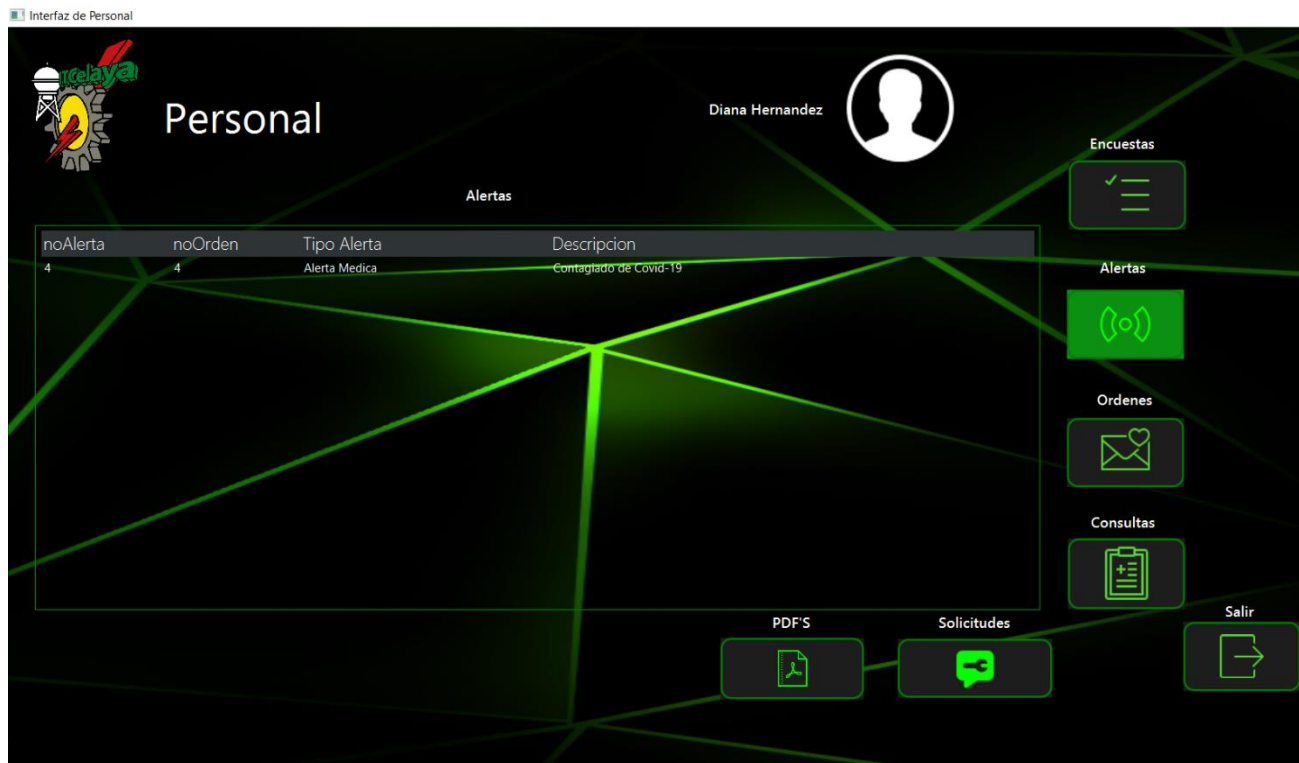 Interfaz de Personal
ITCelaya
Personal
Diana Hernandez
Encuestas
Alertas
noAlerta noOrden Tipo Alerta Descripcion
4 4 Alerta Medica Contagiado de Covid-19
Alertas
Ordenes
Consultas
PDF'S Solicitudes Salir